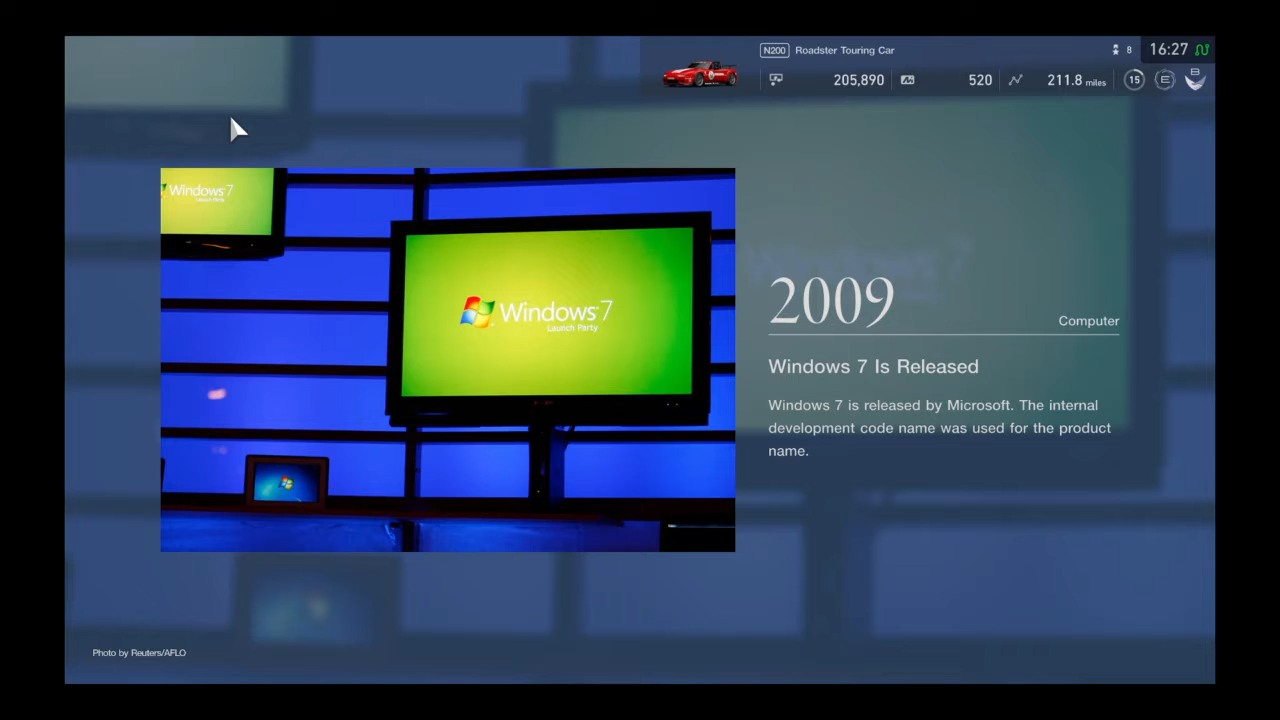 N200 Roadster Touring Car
8
16:27
205,890
520
211.8 miles
15
E
B
Windows 7
Launch Party
Windows 7
Launch Party
2009
Computer
Windows 7 Is Released
Windows 7 is released by Microsoft. The internal
development code name was used for the product
name.
Photo by Reuters/AFLO